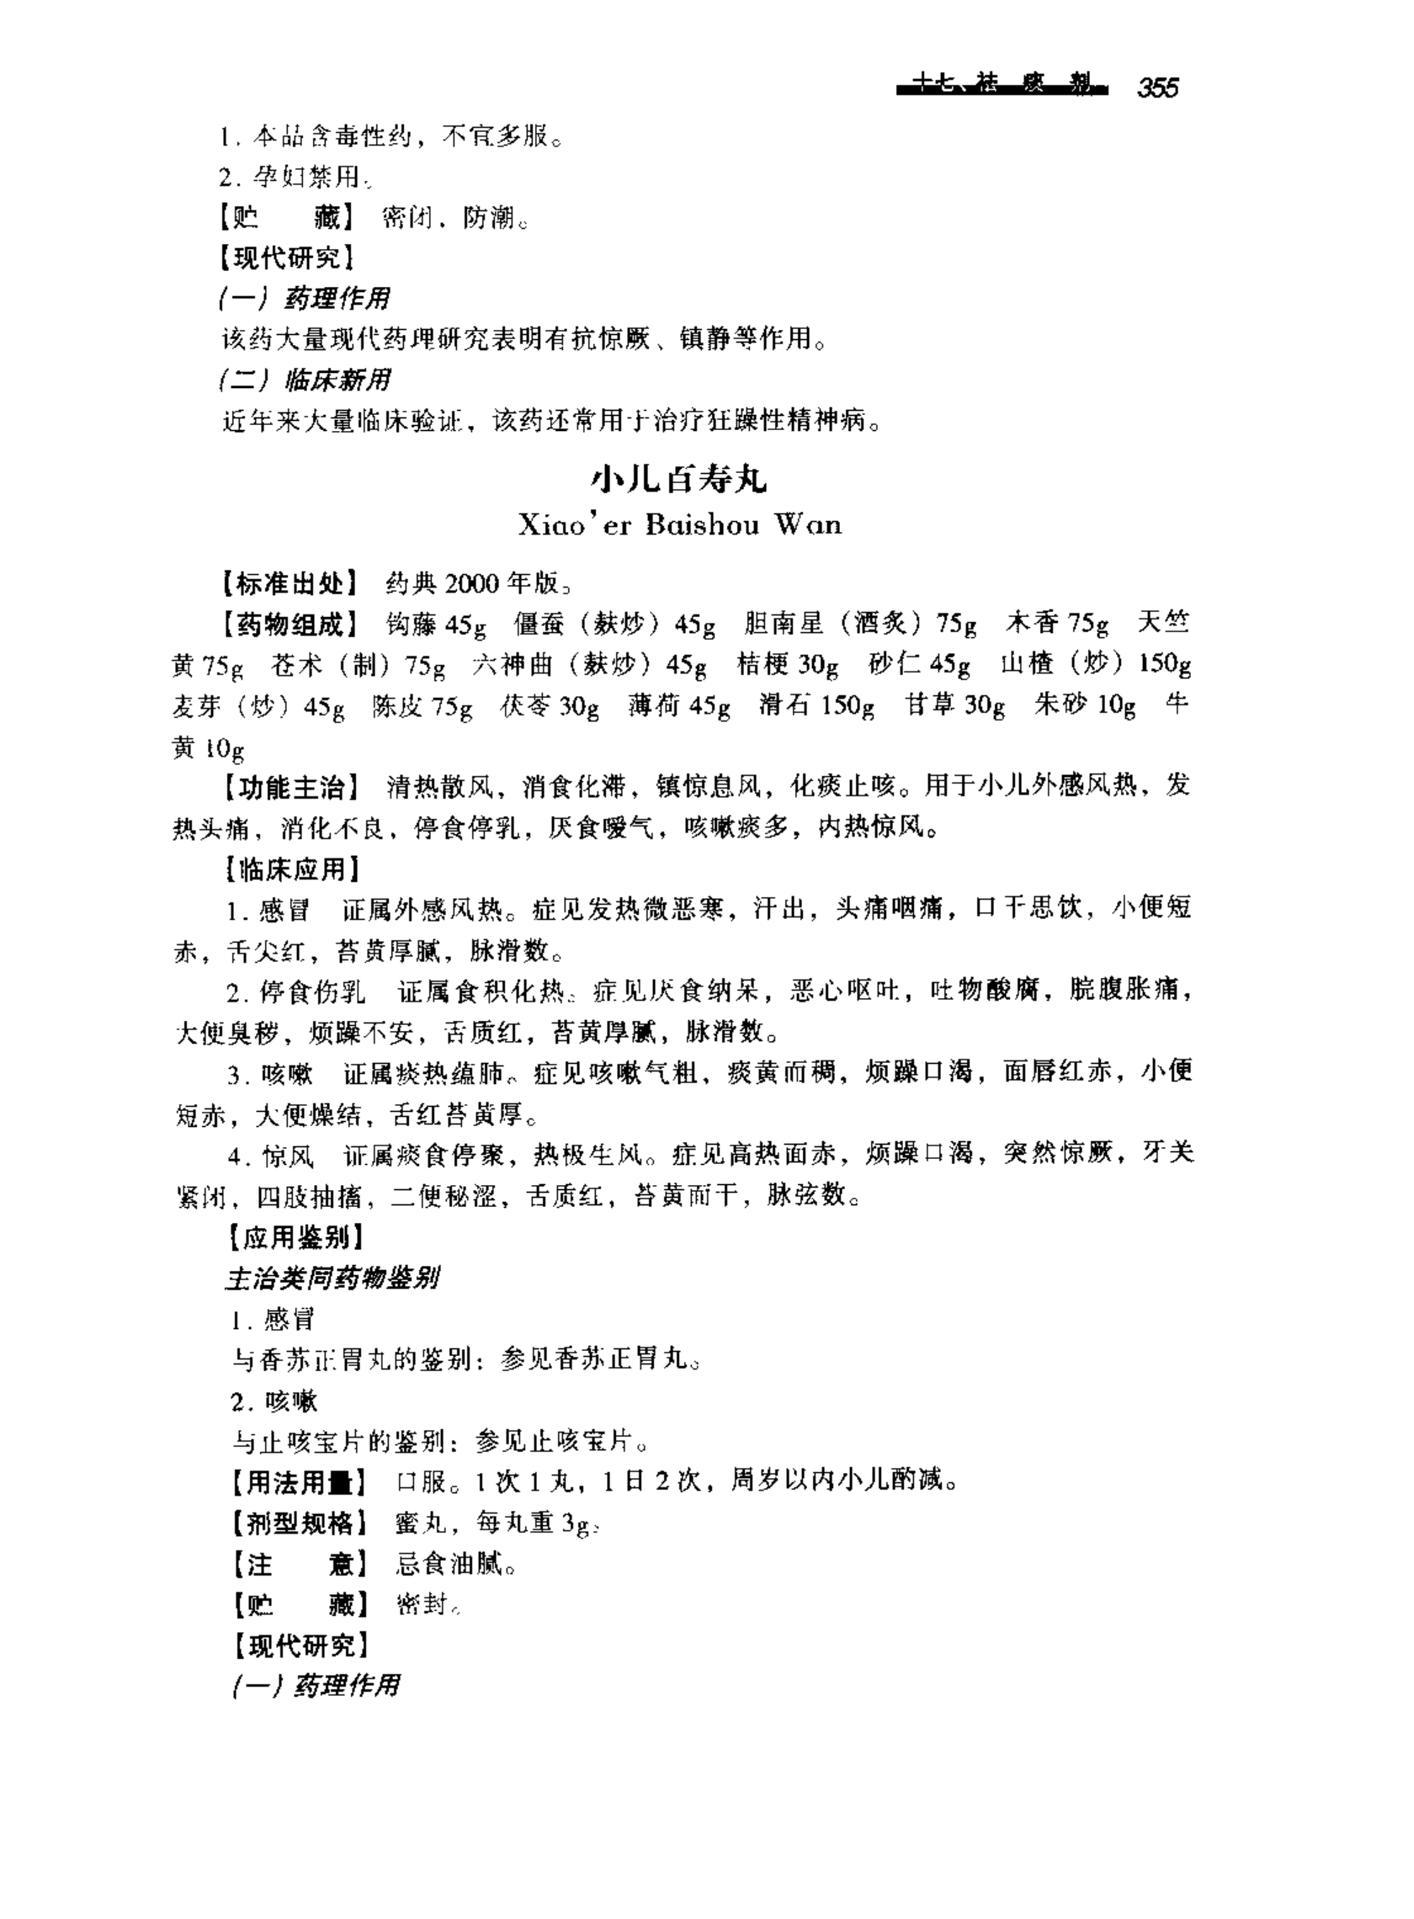 十七、祛 痰 剂 355
1. 本品含毒性药，不宜多服。
2. 孕妇禁用。
【贮　　藏】 密闭，防潮。
【现代研究】
(一) 药理作用
该药大量现代药理研究表明有抗惊厥、镇静等作用。
(二) 临床新用
近年来大量临床验证，该药还常用于治疗狂躁性精神病。
小儿百寿丸
Xiao'er Baishou Wan
【标准出处】 药典 2000 年版。
【药物组成】 钩藤 45g 僵蚕（麸炒）45g 胆南星（酒炙）75g 木香 75g 天竺
黄 75g 苍术（制）75g 六神曲（麸炒）45g 桔梗 30g 砂仁 45g 山楂（炒）150g
麦芽（炒）45g 陈皮 75g 茯苓 30g 薄荷 45g 滑石 150g 甘草 30g 朱砂 10g 牛
黄 10g
【功能主治】 清热散风，消食化滞，镇惊息风，化痰止咳。用于小儿外感风热，发
热头痛，消化不良，停食停乳，厌食嗳气，咳嗽痰多，内热惊风。
【临床应用】
1. 感冒 证属外感风热。症见发热微恶寒，汗出，头痛咽痛，口干思饮，小便短
赤，舌尖红，苔黄厚腻，脉滑数。
2. 停食伤乳 证属食积化热。症见厌食纳呆，恶心呕吐，吐物酸腐，脘腹胀痛，
大便臭秽，烦躁不安，舌质红，苔黄厚腻，脉滑数。
3. 咳嗽 证属痰热蕴肺。症见咳嗽气粗，痰黄而稠，烦躁口渴，面唇红赤，小便
短赤，大便燥结，舌红苔黄厚。
4. 惊风 证属痰食停聚，热极生风。症见高热面赤，烦躁口渴，突然惊厥，牙关
紧闭，四肢抽搐，二便秘涩，舌质红，苔黄而干，脉弦数。
【应用鉴别】
主治类同药物鉴别
1. 感冒
与香苏正胃丸的鉴别：参见香苏正胃丸。
2. 咳嗽
与止咳宝片的鉴别：参见止咳宝片。
【用法用量】 口服。1 次 1 丸，1 日 2 次，周岁以内小儿酌减。
【剂型规格】 蜜丸，每丸重 3g。
【注　　意】 忌食油腻。
【贮　　藏】 密封。
【现代研究】
(一) 药理作用